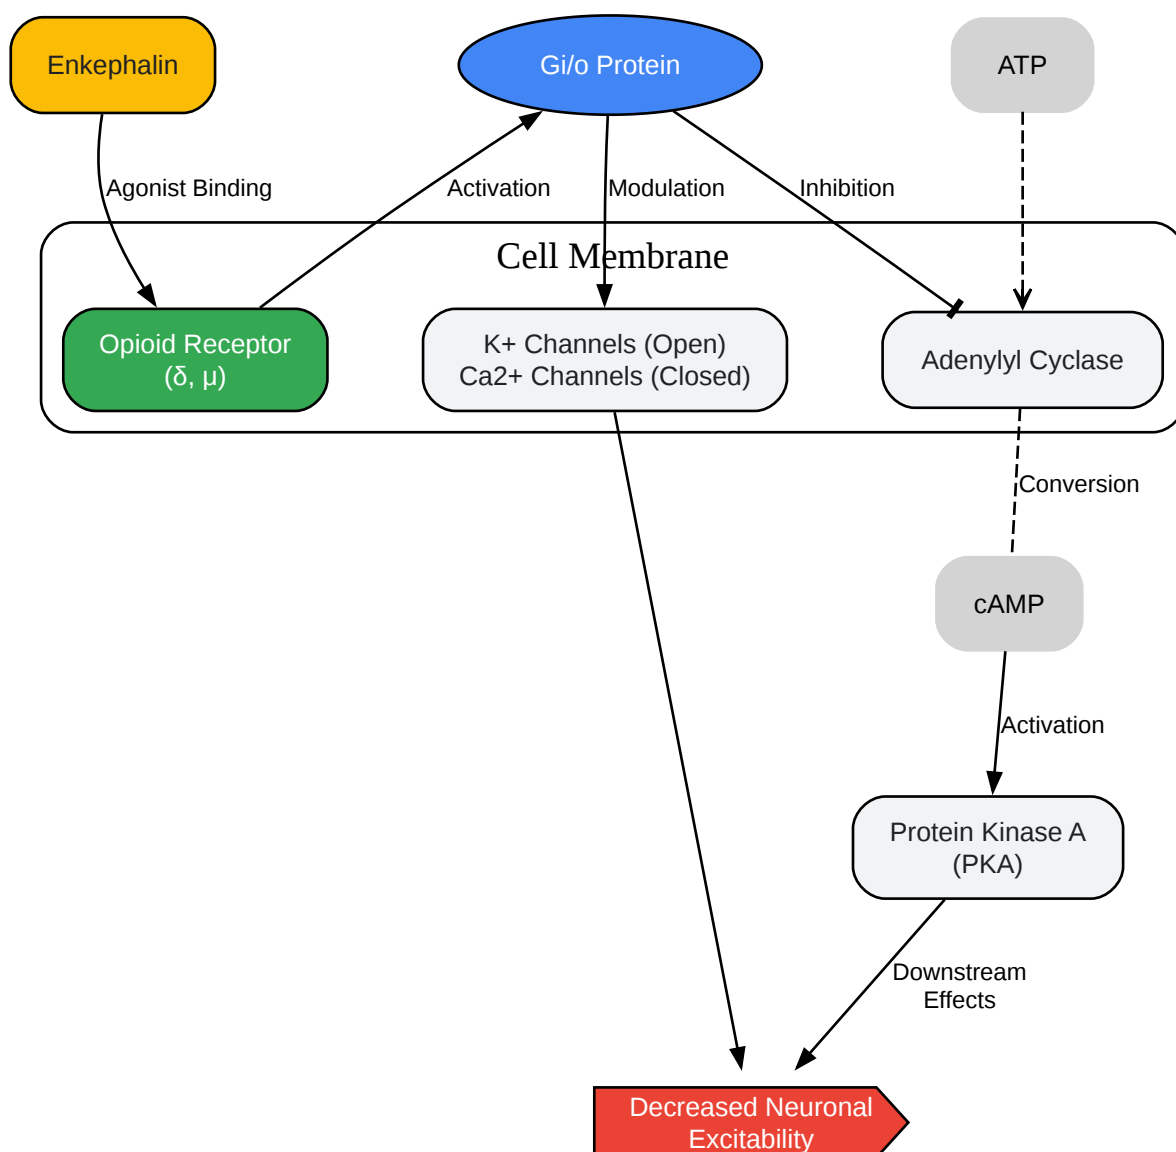 Enkephalin
Gi/o Protein
ATP
Agonist Binding
Activation
Modulation
Inhibition
Cell Membrane
Opioid Receptor
(δ, μ)
K+ Channels (Open)
Ca2+ Channels (Closed)
Adenylyl Cyclase
Conversion
cAMP
Activation
Protein Kinase A
(PKA)
Downstream
Effects
Decreased Neuronal
Excitability